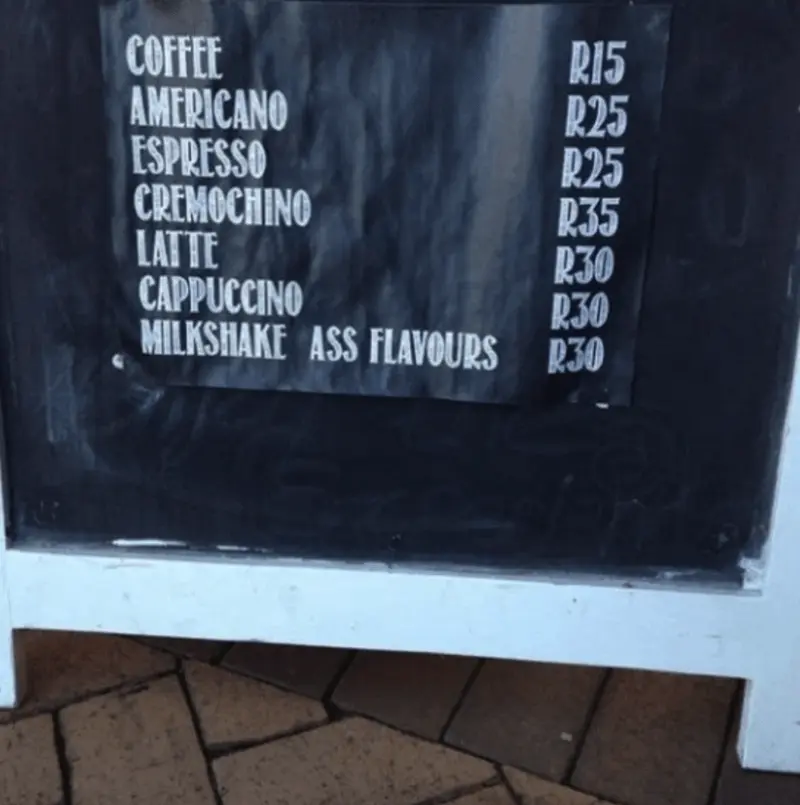 COFFEE R15
AMERICANO R25
ESPRESSO R25
CREMOCHINO R35
LATTE R30
CAPPUCCINO R30
MILKSHAKE ASS FLAVOURS R30